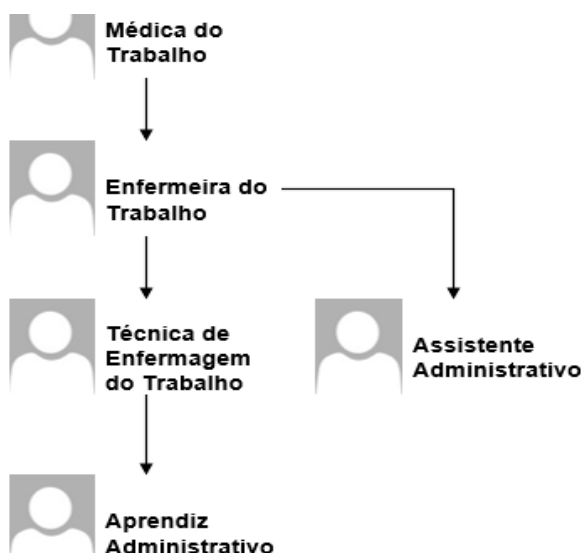 Médica do
Trabalho
Enfermeira do
Trabalho
Técnica de
Enfermagem
do Trabalho
Assistente
Administrativo
Aprendiz
Administrativo